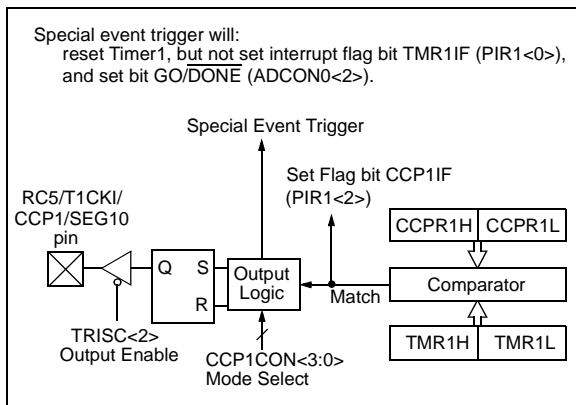 Special event trigger will:
reset Timer1, but not set interrupt flag bit TMR1IF (PIR1<0>),
and set bit GO/DONE (ADCON0<2>).
Special Event Trigger
Set Flag bit CCP1IF
(PIR1<2>)
RC5/T1CKI/
CCP1/SEG10
pin
CCPR1H CCPR1L
Q S Output
R Logic
Match
Comparator
TRISC<2>
Output Enable
CCP1CON<3:0>
Mode Select
TMR1H TMR1L